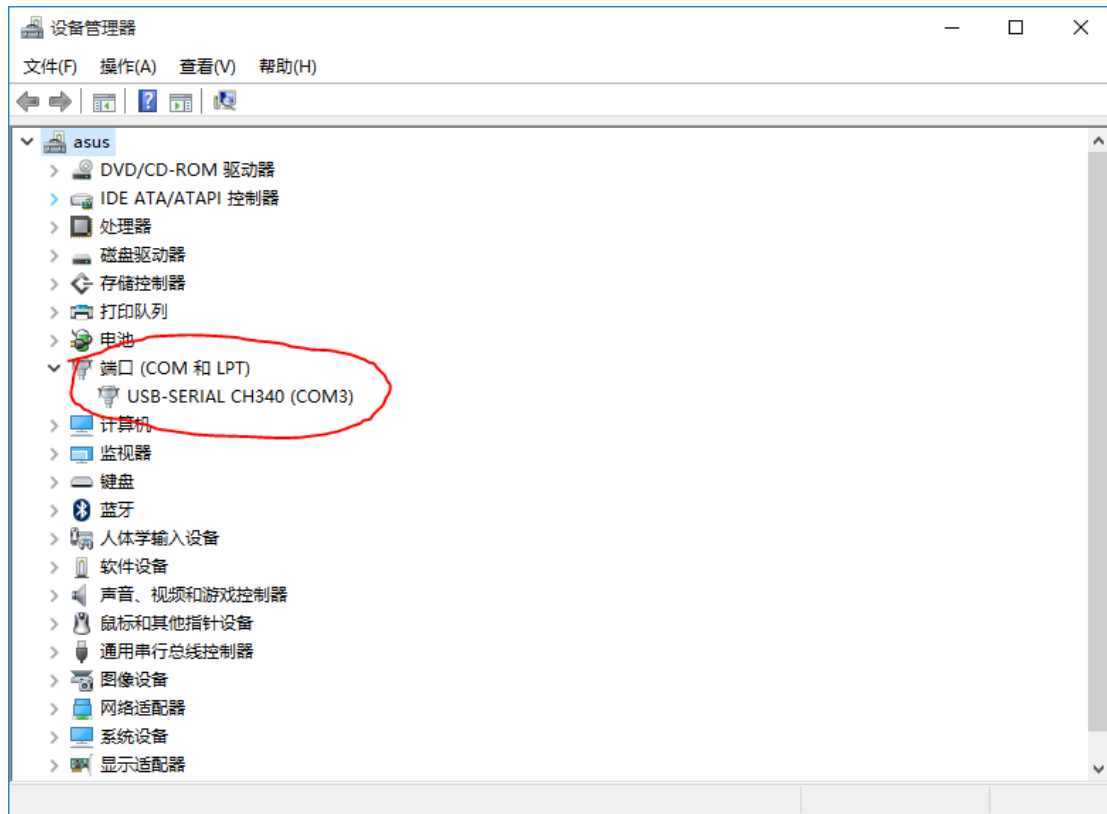 设备管理器
文件(F) 操作(A) 查看(V) 帮助(H)
asus
DVD/CD-ROM 驱动器
IDE ATA/ATAPI 控制器
处理器
磁盘驱动器
存储控制器
打印队列
电池
端口 (COM 和 LPT)
USB-SERIAL CH340 (COM3)
计算机
监视器
键盘
蓝牙
人体学输入设备
软件设备
声音、视频和游戏控制器
鼠标和其他指针设备
通用串行总线控制器
图像设备
网络适配器
系统设备
显示适配器